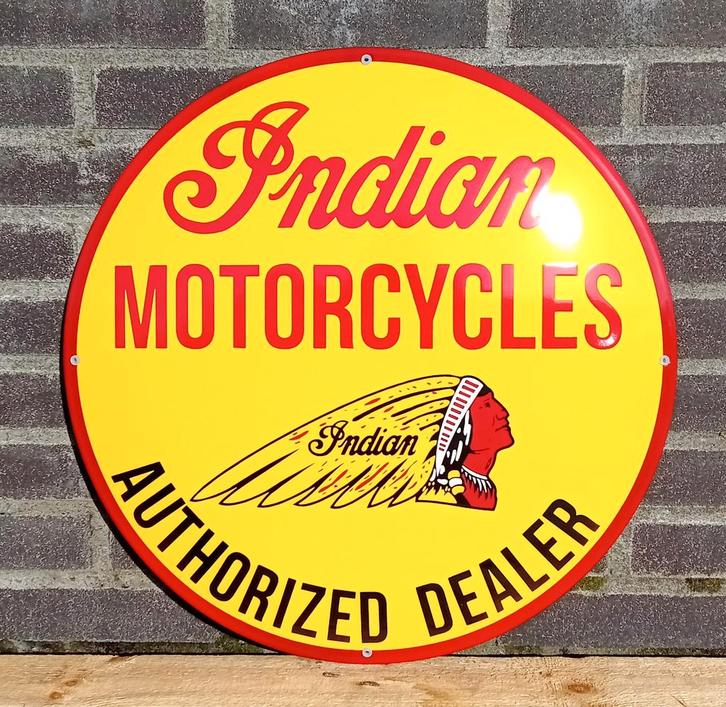 Indian
MOTORCYCLES
Indian
AUTHORIZED DEALER